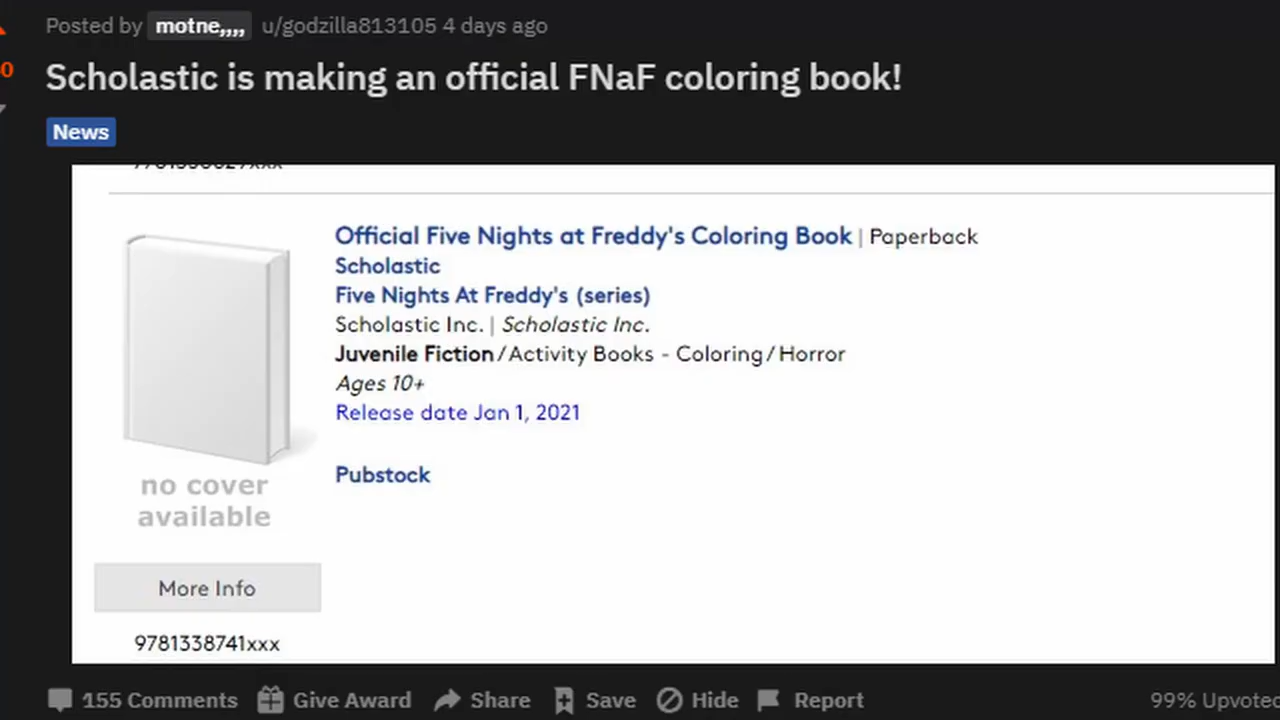 Posted by motne,,,, u/godzilla813105 4 days ago
Scholastic is making an official FNaF coloring book!
News
Official Five Nights at Freddy's Coloring Book | Paperback
Scholastic
Five Nights At Freddy's (series)
Scholastic Inc. | Scholastic Inc.
Juvenile Fiction / Activity Books - Coloring / Horror
Ages 10+
Release date Jan 1, 2021
Pubstock
no cover
available
More Info
9781338741xxx
155 Comments Give Award Share Save Hide Report 99% Upvoted